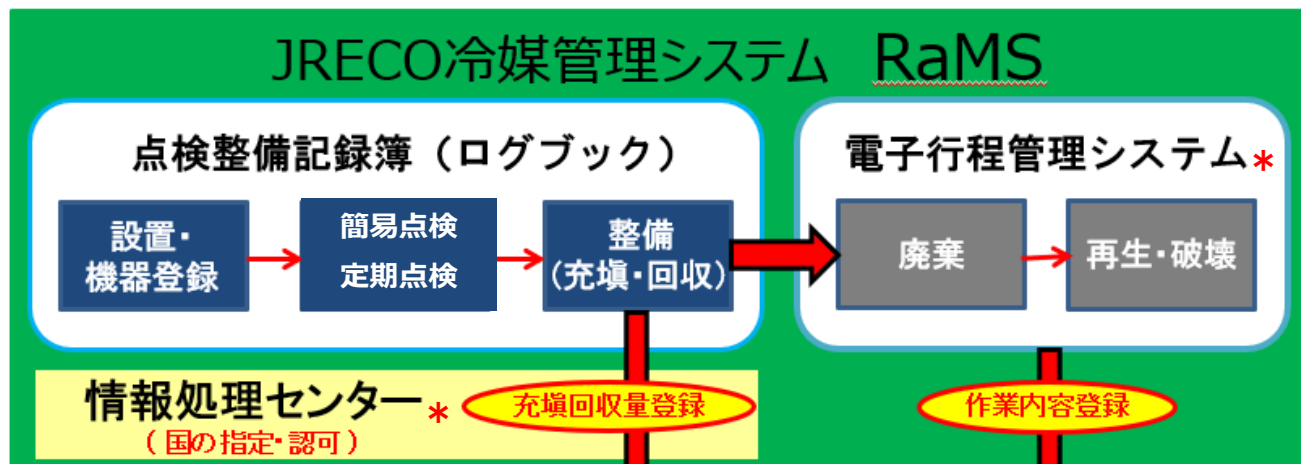 JRECO冷媒管理システム RaMS
点検整備記録簿（ログブック）
設置・
機器登録
簡易点検
定期点検
整備
(充填・回収)
電子行程管理システム*
廃棄
再生・破壊
情報処理センター*
（国の指定・認可）
充填回収量登録
作業内容登録